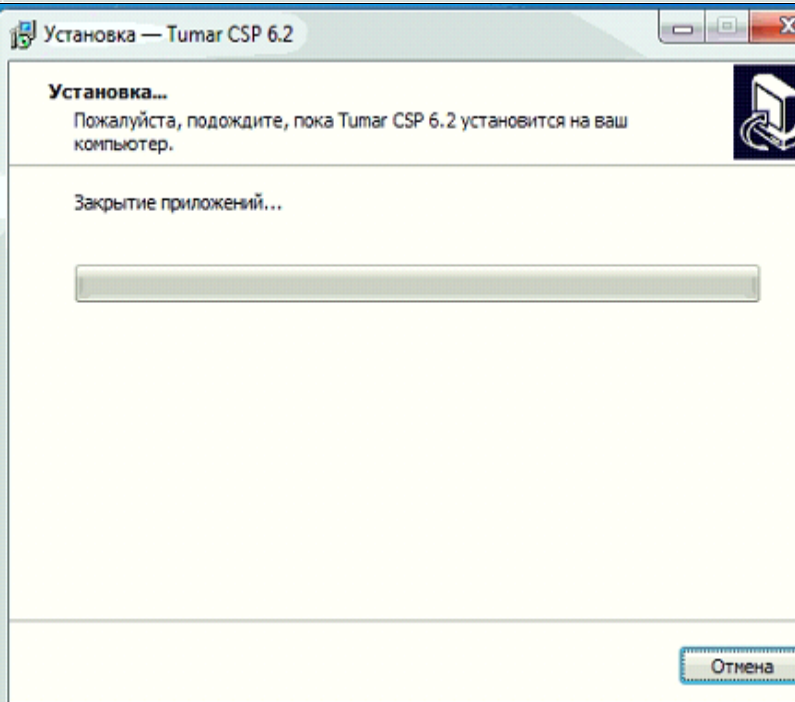 Установка — Tumar CSP 6.2
Установка...
Пожалуйста, подождите, пока Tumar CSP 6.2 установится на ваш
компьютер.
Закрытие приложений...
Отмена